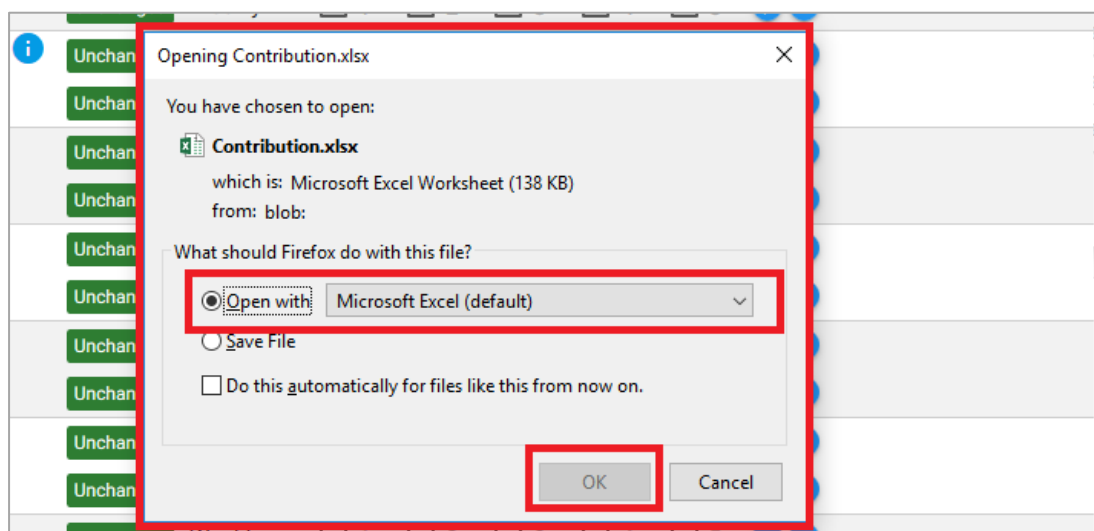 Opening Contribution.xlsx
Unchan
You have chosen to open:
Unchan
Contribution.xlsx
Unchan
which is: Microsoft Excel Worksheet (138 KB)
Unchan
from: blob:
Unchan
What should Firefox do with this file?
Unchan
Open with Microsoft Excel (default)
Unchan
Save File
Unchan
Do this automatically for files like this from now on.
Unchan
Unchan
OK Cancel